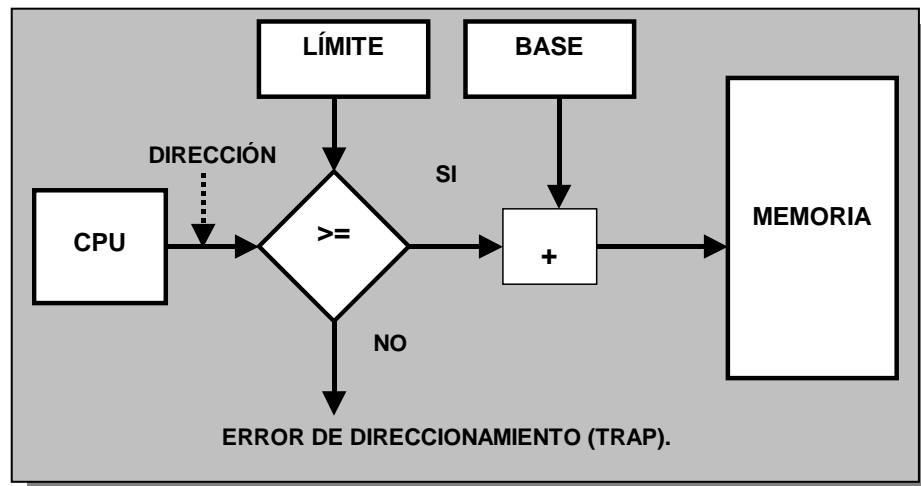 LÍMITE
BASE
DIRECCIÓN
SI
CPU
>=
+
MEMORIA
NO
ERROR DE DIRECCIONAMIENTO (TRAP).